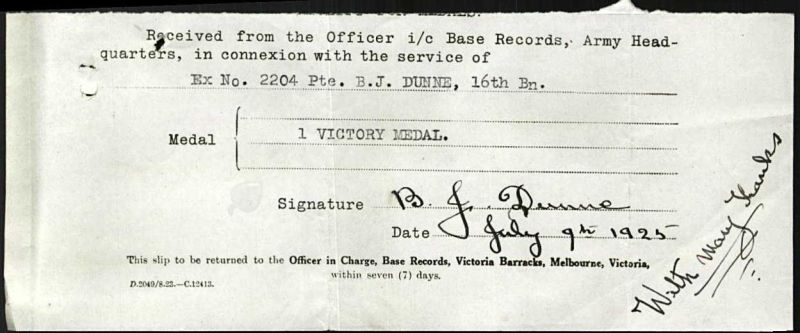 Received from the Officer i/c Base Records, Army Head-
quarters, in connexion with the service of
Ex No. 2204 Pte. B.J. DUNNE, 16th Bn.
Medal
1 VICTORY MEDAL.
Signature B. J. Dunne
Date July 9th 1925
This slip to be returned to the Officer in Charge, Base Records, Victoria Barracks, Melbourne, Victoria,
within seven (7) days.
D.2049/8.23.—C.12413.
With Many Thanks